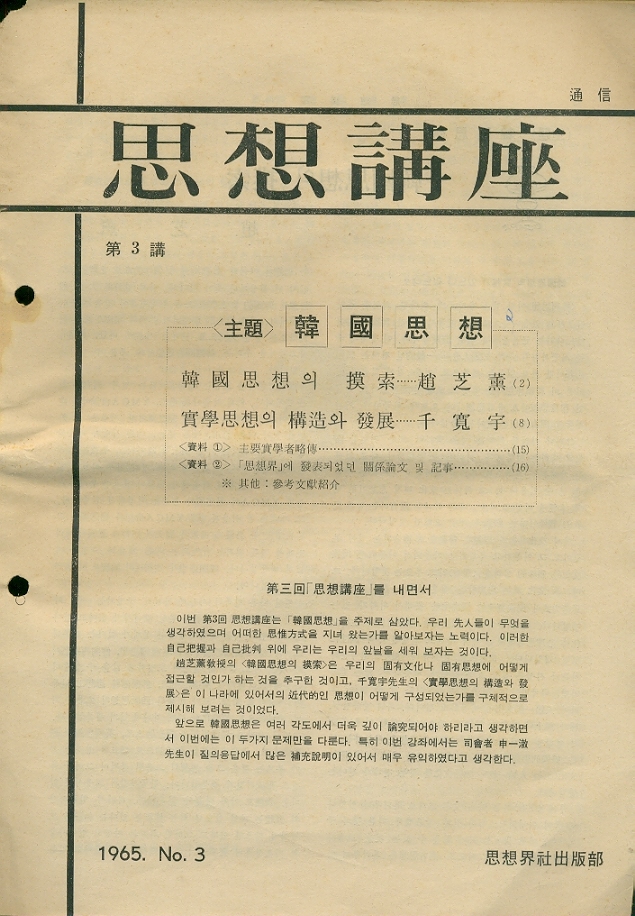 通信
思想講座
第 3 講
〈主題〉 韓 國 思 想
韓國思想의 摸索……趙芝薰(2)
實學思想의 構造와 發展……千寬宇(8)
〈資料 ①〉 主要實學者略傳……(15)
〈資料 ②〉 「思想界」에 發表되었던 關係論文 및 記事……(16)
※ 其他：參考文獻紹介
第三回「思想講座」를 내면서
이번 第3回 思想講座는 「韓國思想」을 주제로 삼았다. 우리 先人들이 무엇을
생각하였으며 어떠한 思惟方式을 지녀 왔는가를 알아보자는 노력이다. 이러한
自己把握과 自己批判 위에 우리는 우리의 앞날을 세워 보자는 것이다.
趙芝薰敎授의 〈韓國思想의 摸索〉은 우리의 固有文化나 固有思想에 어떻게
접근할 것인가 하는 것을 추구한 것이고, 千寬宇先生의 〈實學思想의 構造와 發
展〉은 이 나라에 있어서의 近代的인 思想이 어떻게 구성되었는가를 구체적으로
제시해 보려는 것이었다.
앞으로 韓國思想은 여러 각도에서 더욱 깊이 論究되어야 하리라고 생각하면
서 이번에는 이 두가지 문제만을 다룬다. 특히 이번 강좌에서는 司會者 申一澈
先生이 질의응답에서 많은 補充說明이 있어서 매우 유익하였다고 생각한다.
1965. No. 3
思想界社出版部